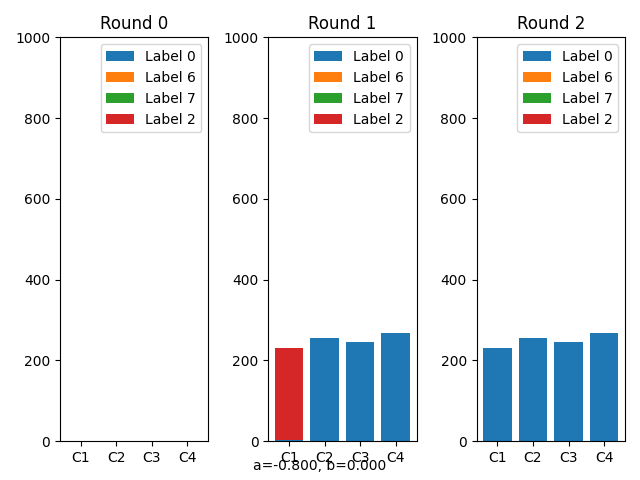 Round 0
1000
800
600
400
200
0
C1 C2 C3 C4
Label 0
Label 6
Label 7
Label 2
Round 1
1000
800
600
400
200
0
C1 C2 C3 C4
Label 0
Label 6
Label 7
Label 2
Round 2
1000
800
600
400
200
0
C1 C2 C3 C4
Label 0
Label 6
Label 7
Label 2
a=-0.800, b=0.000